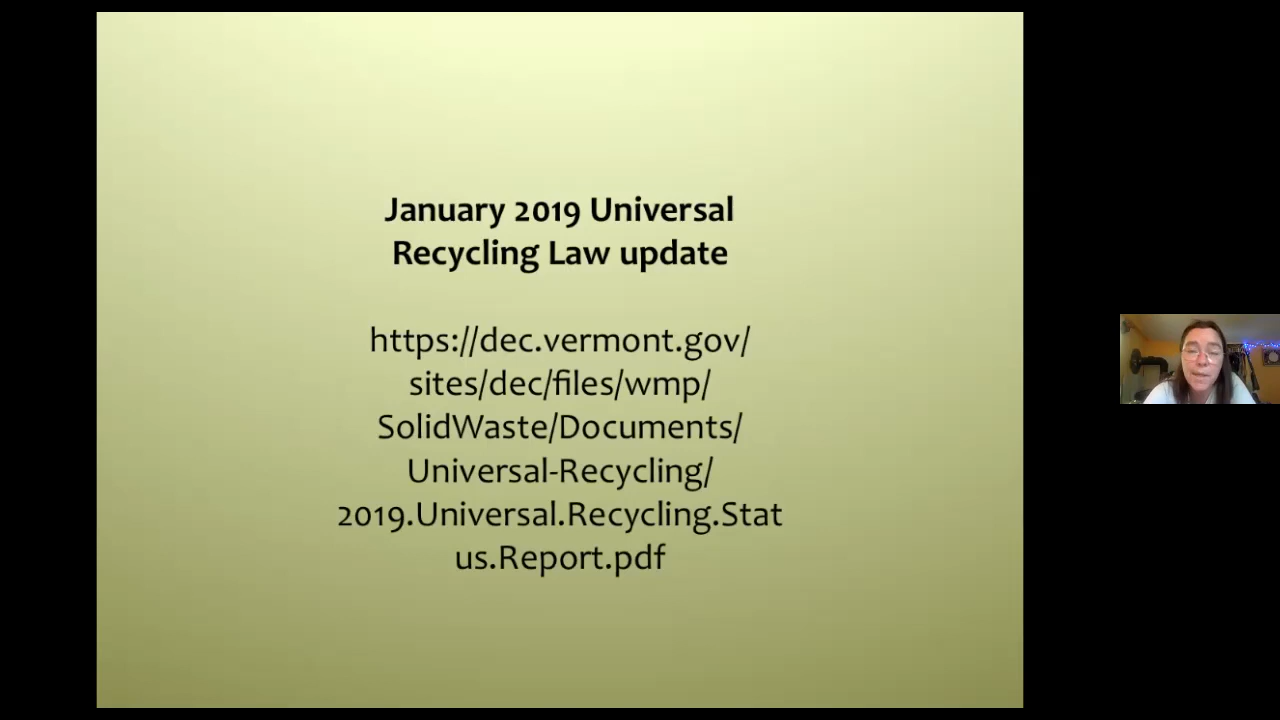 January 2019 Universal
Recycling Law update
https://dec.vermont.gov/
sites/dec/files/wmp/
SolidWaste/Documents/
Universal-Recycling/
2019.Universal.Recycling.Stat
us.Report.pdf